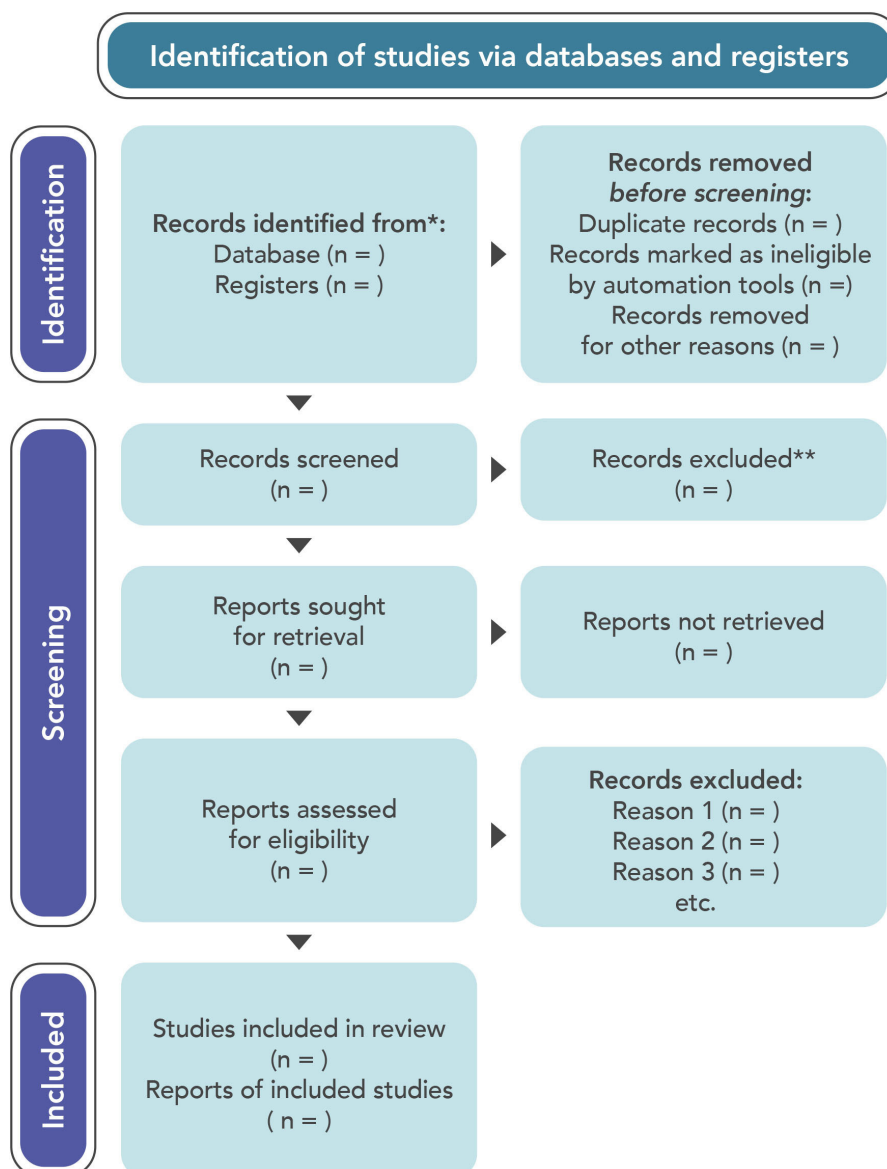 Identification of studies via databases and registers
Identification
Records identified from*:
Database (n = )
Registers (n = )
Records removed
before screening:
Duplicate records (n = )
Records marked as ineligible
by automation tools (n =)
Records removed
for other reasons (n = )
Screening
Records screened
(n = )
Records excluded**
(n = )
Reports sought
for retrieval
(n = )
Reports not retrieved
(n = )
Reports assessed
for eligibility
(n = )
Records excluded:
Reason 1 (n = )
Reason 2 (n = )
Reason 3 (n = )
etc.
Included
Studies included in review
(n = )
Reports of included studies
( n = )